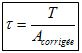 τ = T / A_corrigée